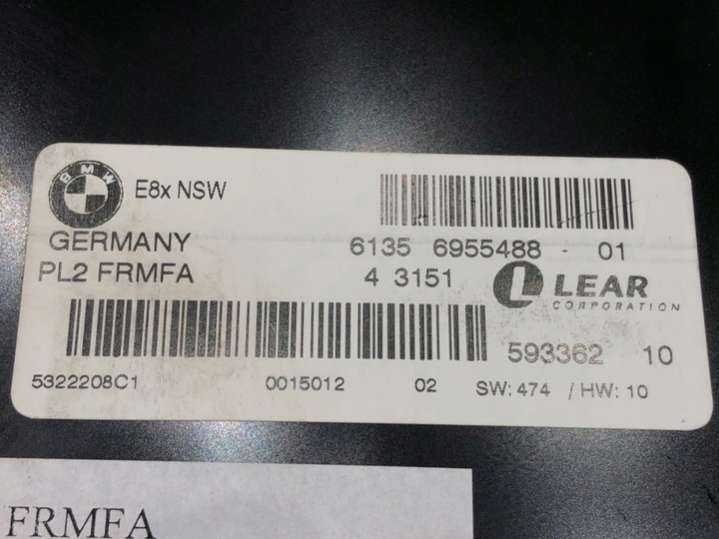 BMW
E8x NSW
GERMANY 6135 6955488 - 01
PL2 FRMFA 4 3151 LEAR
CORPORATION
593362 10
5322208C1 0015012 02 SW: 474 / HW: 10
FRMFA